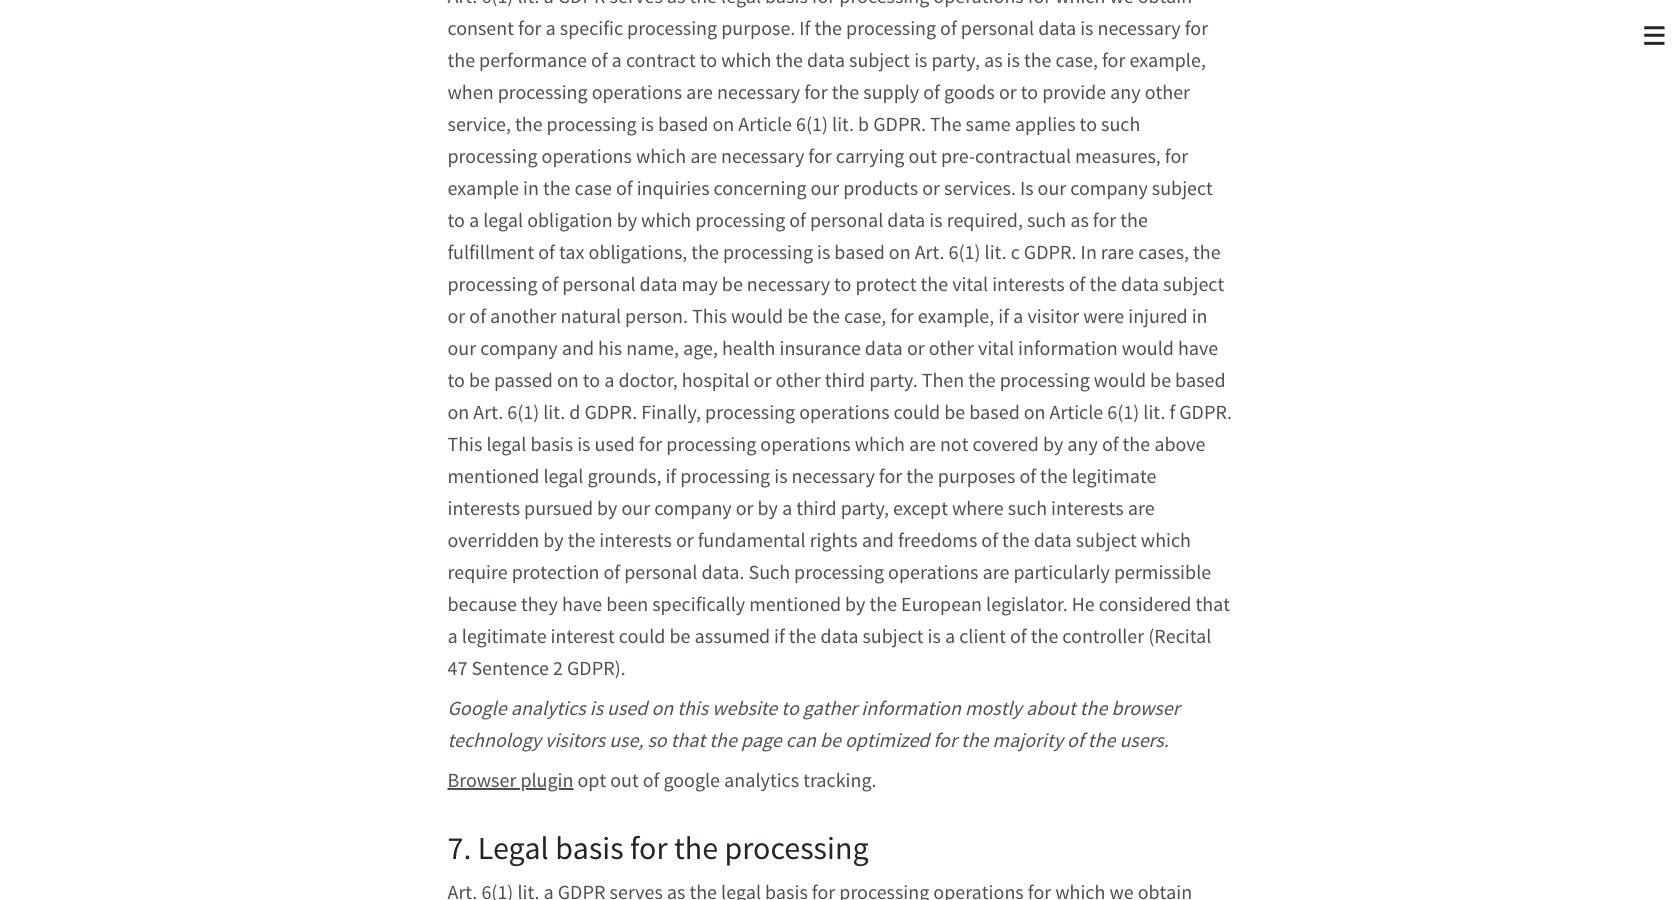 Art. 6(1) lit. a GDPR serves as the legal basis for processing operations for which we obtain
consent for a specific processing purpose. If the processing of personal data is necessary for
the performance of a contract to which the data subject is party, as is the case, for example,
when processing operations are necessary for the supply of goods or to provide any other
service, the processing is based on Article 6(1) lit. b GDPR. The same applies to such
processing operations which are necessary for carrying out pre-contractual measures, for
example in the case of inquiries concerning our products or services. Is our company subject
to a legal obligation by which processing of personal data is required, such as for the
fulfillment of tax obligations, the processing is based on Art. 6(1) lit. c GDPR. In rare cases, the
processing of personal data may be necessary to protect the vital interests of the data subject
or of another natural person. This would be the case, for example, if a visitor were injured in
our company and his name, age, health insurance data or other vital information would have
to be passed on to a doctor, hospital or other third party. Then the processing would be based
on Art. 6(1) lit. d GDPR. Finally, processing operations could be based on Article 6(1) lit. f GDPR.
This legal basis is used for processing operations which are not covered by any of the above
mentioned legal grounds, if processing is necessary for the purposes of the legitimate
interests pursued by our company or by a third party, except where such interests are
overridden by the interests or fundamental rights and freedoms of the data subject which
require protection of personal data. Such processing operations are particularly permissible
because they have been specifically mentioned by the European legislator. He considered that
a legitimate interest could be assumed if the data subject is a client of the controller (Recital
47 Sentence 2 GDPR).
Google analytics is used on this website to gather information mostly about the browser
technology visitors use, so that the page can be optimized for the majority of the users.
Browser plugin opt out of google analytics tracking.
7. Legal basis for the processing
Art. 6(1) lit. a GDPR serves as the legal basis for processing operations for which we obtain